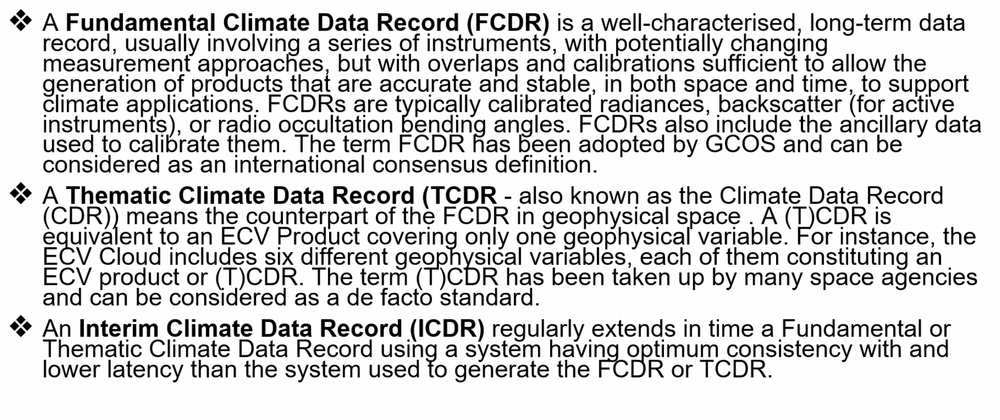 ❖ A Fundamental Climate Data Record (FCDR) is a well-characterised, long-term data
record, usually involving a series of instruments, with potentially changing
measurement approaches, but with overlaps and calibrations sufficient to allow the
generation of products that are accurate and stable, in both space and time, to support
climate applications. FCDRs are typically calibrated radiances, backscatter (for active
instruments), or radio occultation bending angles. FCDRs also include the ancillary data
used to calibrate them. The term FCDR has been adopted by GCOS and can be
considered as an international consensus definition.
❖ A Thematic Climate Data Record (TCDR - also known as the Climate Data Record
(CDR)) means the counterpart of the FCDR in geophysical space . A (T)CDR is
equivalent to an ECV Product covering only one geophysical variable. For instance, the
ECV Cloud includes six different geophysical variables, each of them constituting an
ECV product or (T)CDR. The term (T)CDR has been taken up by many space agencies
and can be considered as a de facto standard.
❖ An Interim Climate Data Record (ICDR) regularly extends in time a Fundamental or
Thematic Climate Data Record using a system having optimum consistency with and
lower latency than the system used to generate the FCDR or TCDR.